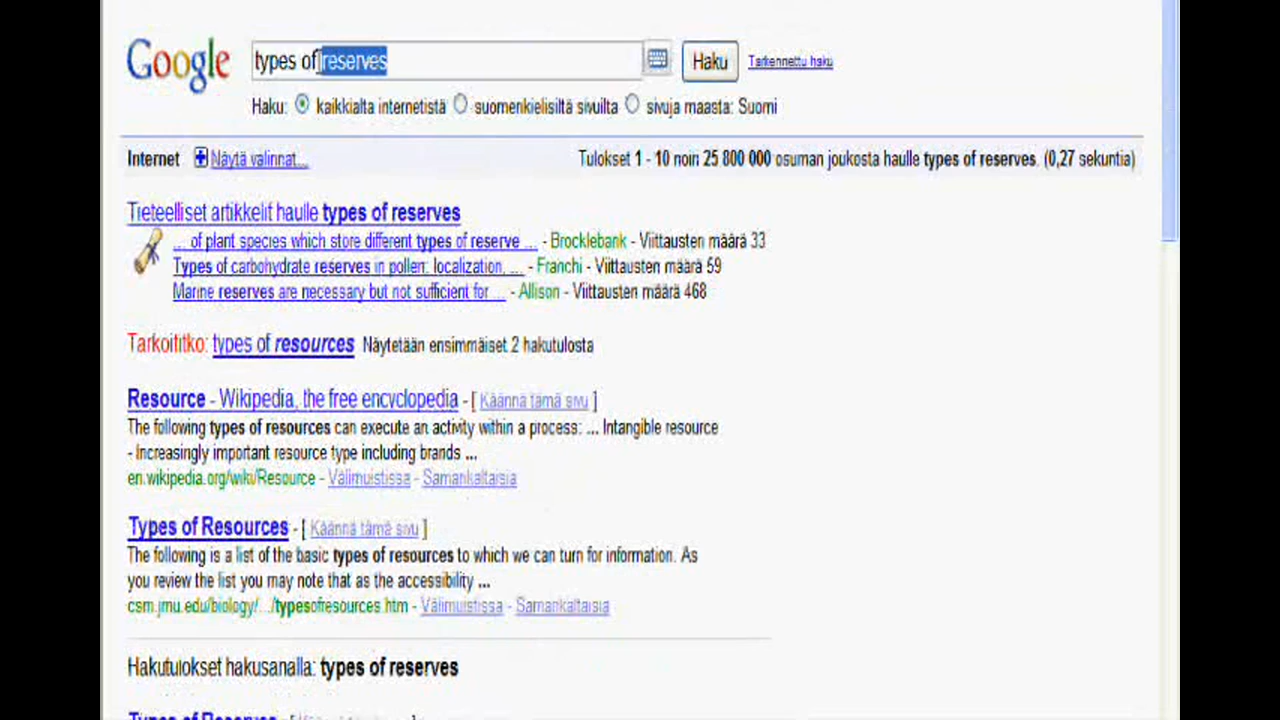 Google types of reserves Haku Tarkennettu haku
Haku: kaikkialta internetistä suomenkielisiltä sivuilta sivuja maasta: Suomi
Internet Näytä valinnat... Tulokset 1 - 10 noin 25 800 000 osuman joukosta haulle types of reserves. (0,27 sekuntia)
Tieteelliset artikkelit haulle types of reserves
... of plant species which store different types of reserve ... - Brocklebank - Viittausten määrä 33
Types of carbohydrate reserves in pollen: localization, ... - Franchi - Viittausten määrä 59
Marine reserves are necessary but not sufficient for ... - Allison - Viittausten määrä 468
Tarkoititko: types of resources Näytetään ensimmäiset 2 hakutulosta
Resource - Wikipedia, the free encyclopedia - [ Käännä tämä sivu ]
The following types of resources can execute an activity within a process: ... Intangible resource
- Increasingly important resource type including brands ...
en.wikipedia.org/wiki/Resource - Välimuistissa - Samankaltaisia
Types of Resources - [ Käännä tämä sivu ]
The following is a list of the basic types of resources to which we can turn for information. As
you review the list you may note that as the accessibility ...
csm.jmu.edu/biology/.../typesofresources.htm - Välimuistissa - Samankaltaisia
Hakutulokset hakusanalla: types of reserves
Types of Reserves